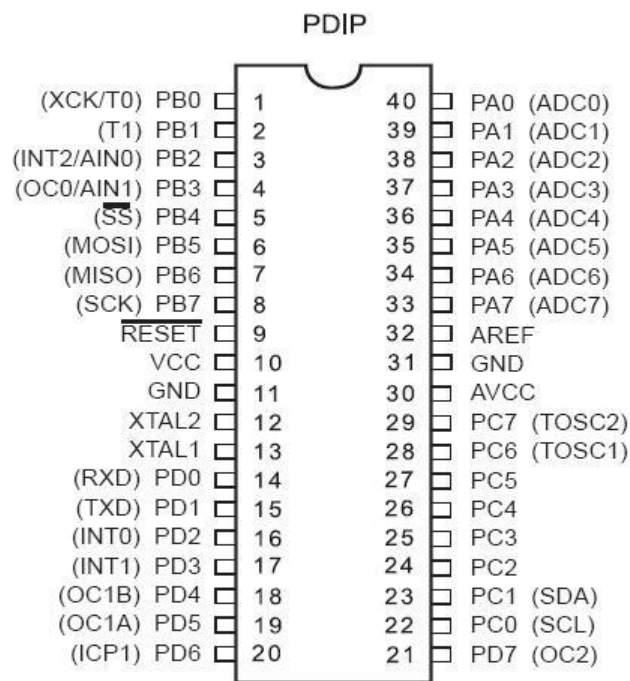 PDIP
(XCK/T0) PB0 1 40 PA0 (ADC0)
(T1) PB1 2 39 PA1 (ADC1)
(INT2/AIN0) PB2 3 38 PA2 (ADC2)
(OC0/AIN1) PB3 4 37 PA3 (ADC3)
(SS) PB4 5 36 PA4 (ADC4)
(MOSI) PB5 6 35 PA5 (ADC5)
(MISO) PB6 7 34 PA6 (ADC6)
(SCK) PB7 8 33 PA7 (ADC7)
RESET 9 32 AREF
VCC 10 31 GND
GND 11 30 AVCC
XTAL2 12 29 PC7 (TOSC2)
XTAL1 13 28 PC6 (TOSC1)
(RXD) PD0 14 27 PC5
(TXD) PD1 15 26 PC4
(INT0) PD2 16 25 PC3
(INT1) PD3 17 24 PC2
(OC1B) PD4 18 23 PC1 (SDA)
(OC1A) PD5 19 22 PC0 (SCL)
(ICP1) PD6 20 21 PD7 (OC2)